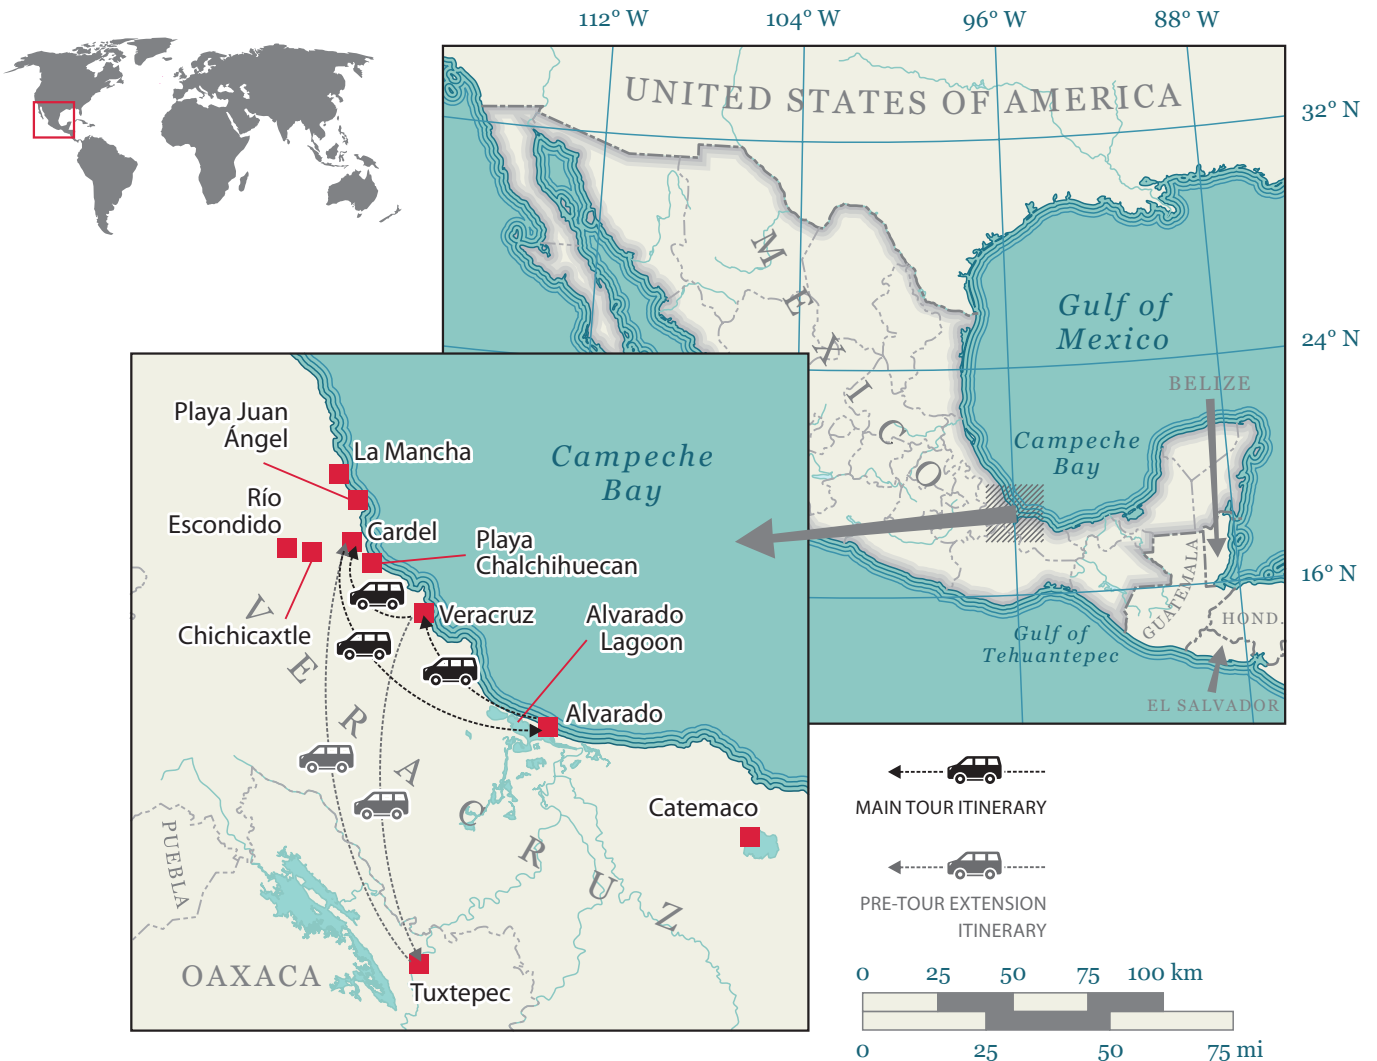 112° W
104° W
96° W
88° W
UNITED STATES OF AMERICA
32° N
MEXICO
Gulf of
Mexico
24° N
BELIZE
Campeche
Bay
16° N
GUATEMALA
HOND.
Gulf of
Tehuantepec
EL SALVADOR
Playa Juan
Ángel
La Mancha
Campeche
Bay
Río
Escondido
Cardel
Playa
Chalchihuecan
Veracruz
Alvarado
Lagoon
Chichicaxtle
VERACRUZ
Alvarado
Catemaco
PUEBLA
OAXACA
Tuxtepec
MAIN TOUR ITINERARY
PRE-TOUR EXTENSION
ITINERARY
0 25 50 75 100 km
0 25 50 75 mi